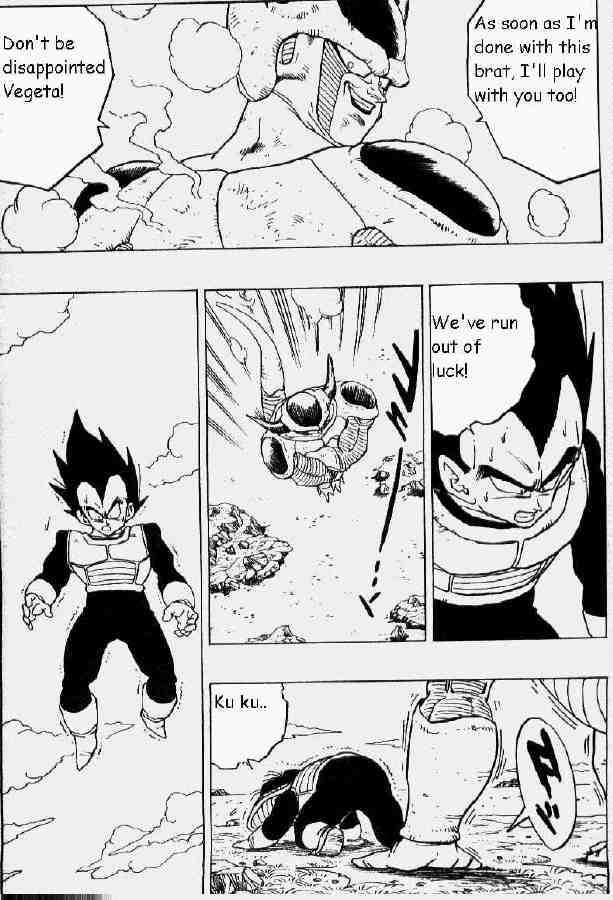 As soon as I'm
done with this
brat, I'll play
with you too!
Don't be
disappointed
Vegeta!
We've run
out of
luck!
Ku ku..